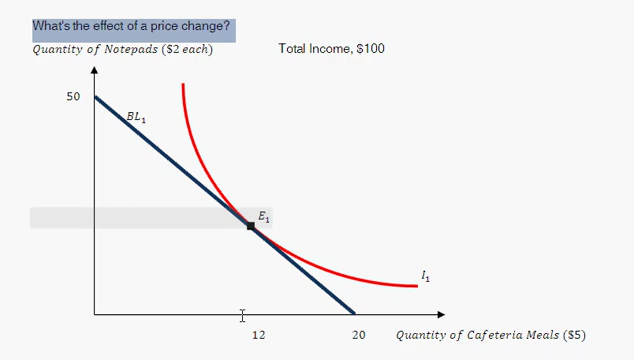 What's the effect of a price change?
Quantity of Notepads ($2 each)
Total Income, $100
50
BL₁
E₁
I₁
12
20
Quantity of Cafeteria Meals ($5)